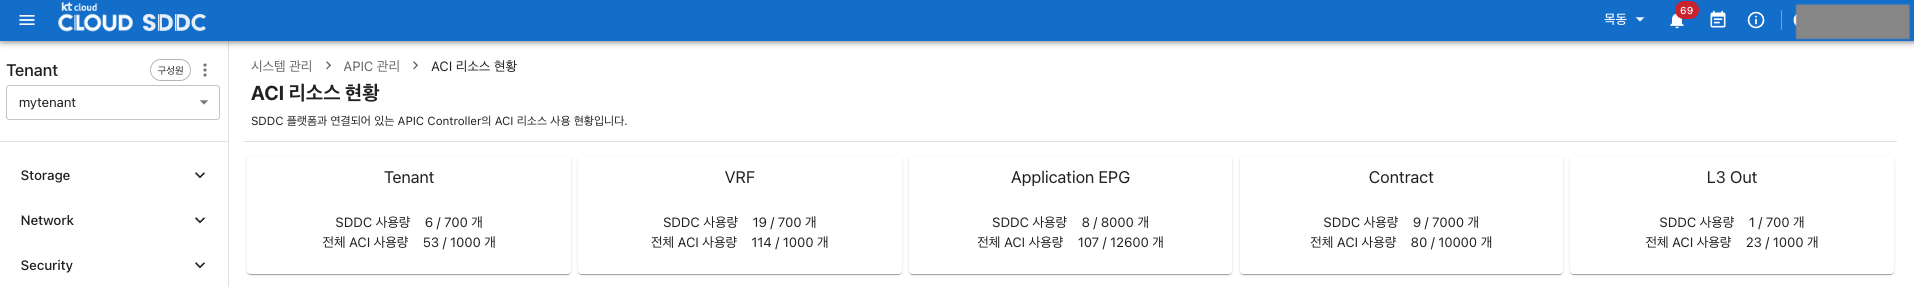 kt cloud
CLOUD SDDC
목동
69
Tenant
구성원
mytenant
Storage
Network
Security
시스템 관리 > APIC 관리 > ACI 리소스 현황
ACI 리소스 현황
SDDC 플랫폼과 연결되어 있는 APIC Controller의 ACI 리소스 사용 현황입니다.
Tenant
SDDC 사용량 6 / 700 개
전체 ACI 사용량 53 / 1000 개
VRF
SDDC 사용량 19 / 700 개
전체 ACI 사용량 114 / 1000 개
Application EPG
SDDC 사용량 8 / 8000 개
전체 ACI 사용량 107 / 12600 개
Contract
SDDC 사용량 9 / 7000 개
전체 ACI 사용량 80 / 10000 개
L3 Out
SDDC 사용량 1 / 700 개
전체 ACI 사용량 23 / 1000 개